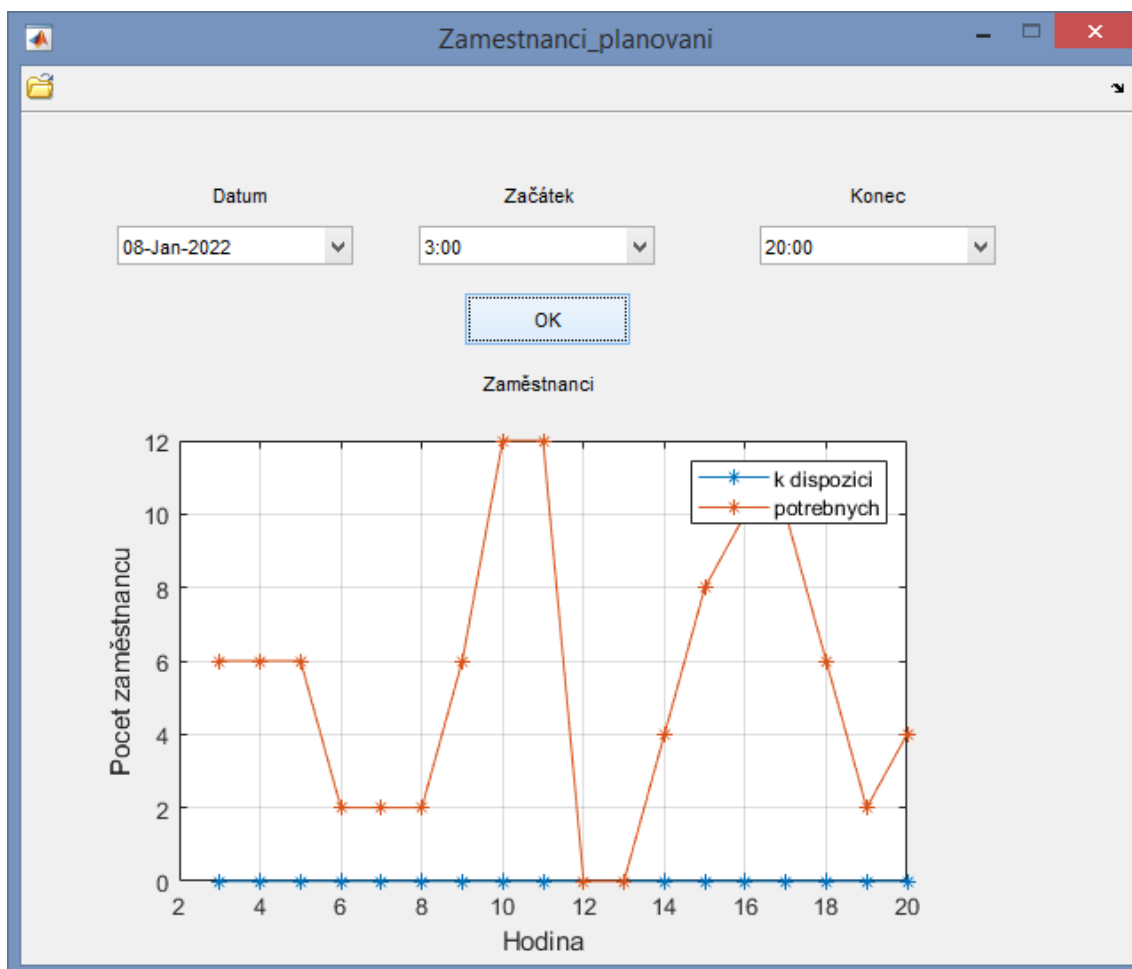 Zamestnanci_planovani
Datum Začátek Konec
08-Jan-2022 3:00 20:00
OK
Zaměstnanci
12
10
8
6
4
2
0
k dispozici
potrebnych
Pocet zaměstnancu
2 4 6 8 10 12 14 16 18 20
Hodina